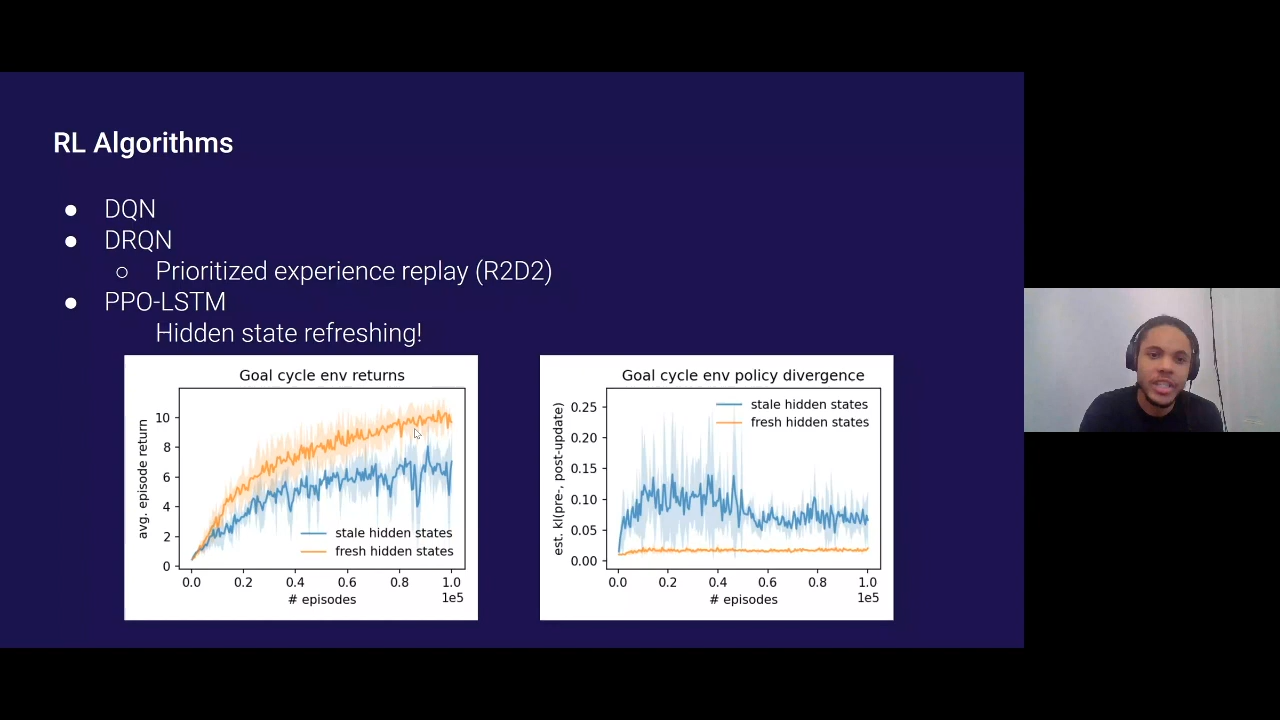 RL Algorithms
● DQN
● DRQN
○ Prioritized experience replay (R2D2)
● PPO-LSTM
Hidden state refreshing!
Goal cycle env returns
avg. episode return
10
8
6
4
2
0
stale hidden states
fresh hidden states
0.0 0.2 0.4 0.6 0.8 1.0
# episodes 1e5
Goal cycle env policy divergence
est. kl(pre-, post-update)
0.25
0.20
0.15
0.10
0.05
0.00
stale hidden states
fresh hidden states
0.0 0.2 0.4 0.6 0.8 1.0
# episodes 1e5